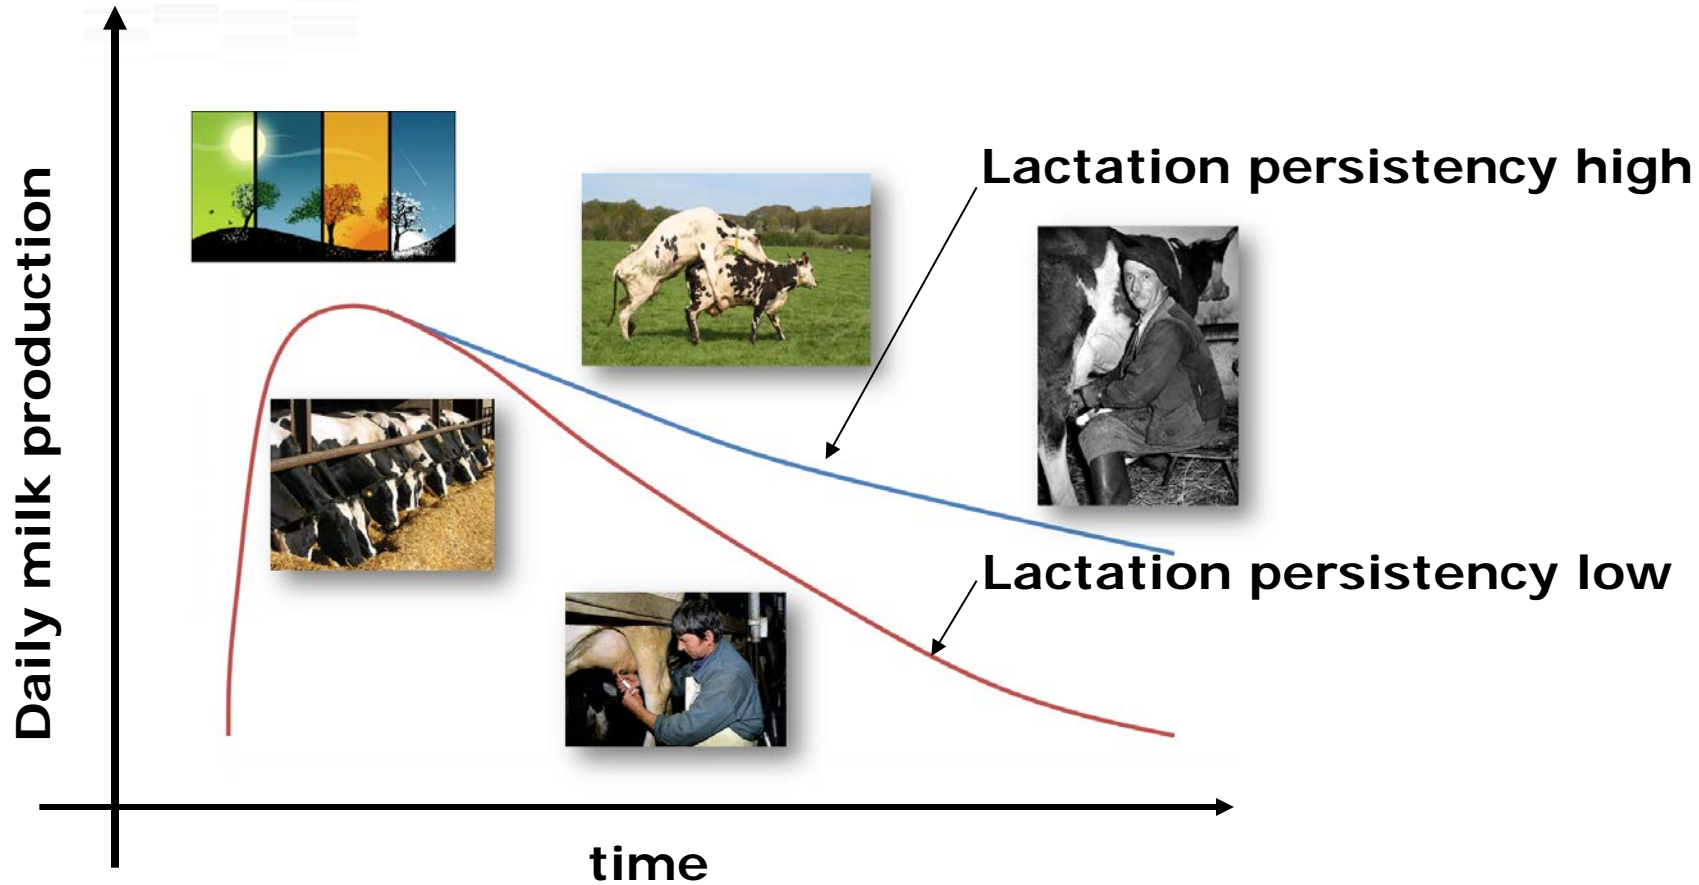 Lactation persistency high
Daily milk production
Lactation persistency low
time